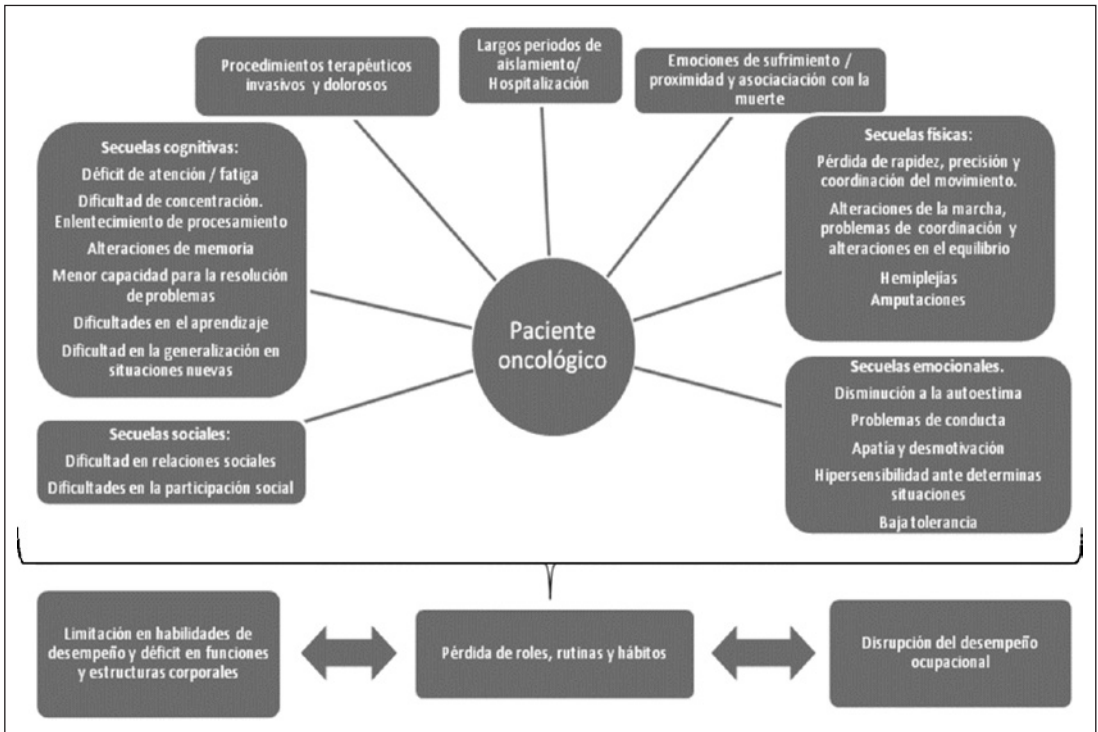 Procedimientos terapéuticos
invasivos y dolorosos
Largos periodos de
aislamiento/
Hospitalización
Emociones de sufrimiento /
proximidad y asociaciación con la
muerte
Secuelas cognitivas:
Déficit de atención / fatiga
Dificultad de concentración.
Enlentecimiento de procesamiento
Alteraciones de memoria
Menor capacidad para la resolución
de problemas
Dificultades en el aprendizaje
Dificultad en la generalización en
situaciones nuevas
Secuelas físicas:
Pérdida de rapidez, precisión y
coordinación del movimiento.
Alteraciones de la marcha,
problemas de coordinación y
alteraciones en el equilibrio
Hemiplejías
Amputaciones
Paciente
oncológico
Secuelas sociales:
Dificultad en relaciones sociales
Dificultades en la participación social
Secuelas emocionales.
Disminución a la autoestima
Problemas de conducta
Apatía y desmotivación
Hipersensibilidad ante determinas
situaciones
Baja tolerancia
Limitación en habilidades de
desempeño y déficit en funciones
y estructuras corporales
Pérdida de roles, rutinas y hábitos
Disrupción del desempeño
ocupacional